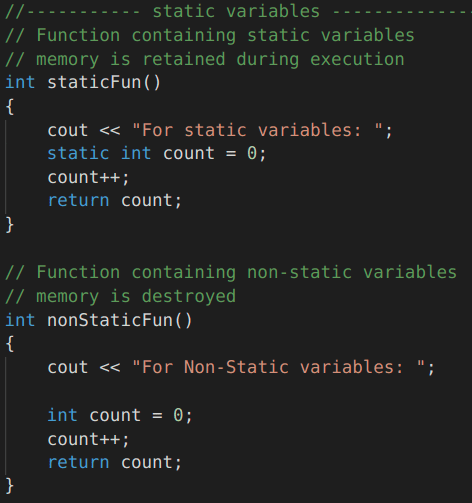 //----------- static variables --------------
// Function containing static variables
// memory is retained during execution
int staticFun()
{
    cout << "For static variables: ";
    static int count = 0;
    count++;
    return count;
}

// Function containing non-static variables
// memory is destroyed
int nonStaticFun()
{
    cout << "For Non-Static variables: ";

    int count = 0;
    count++;
    return count;
}